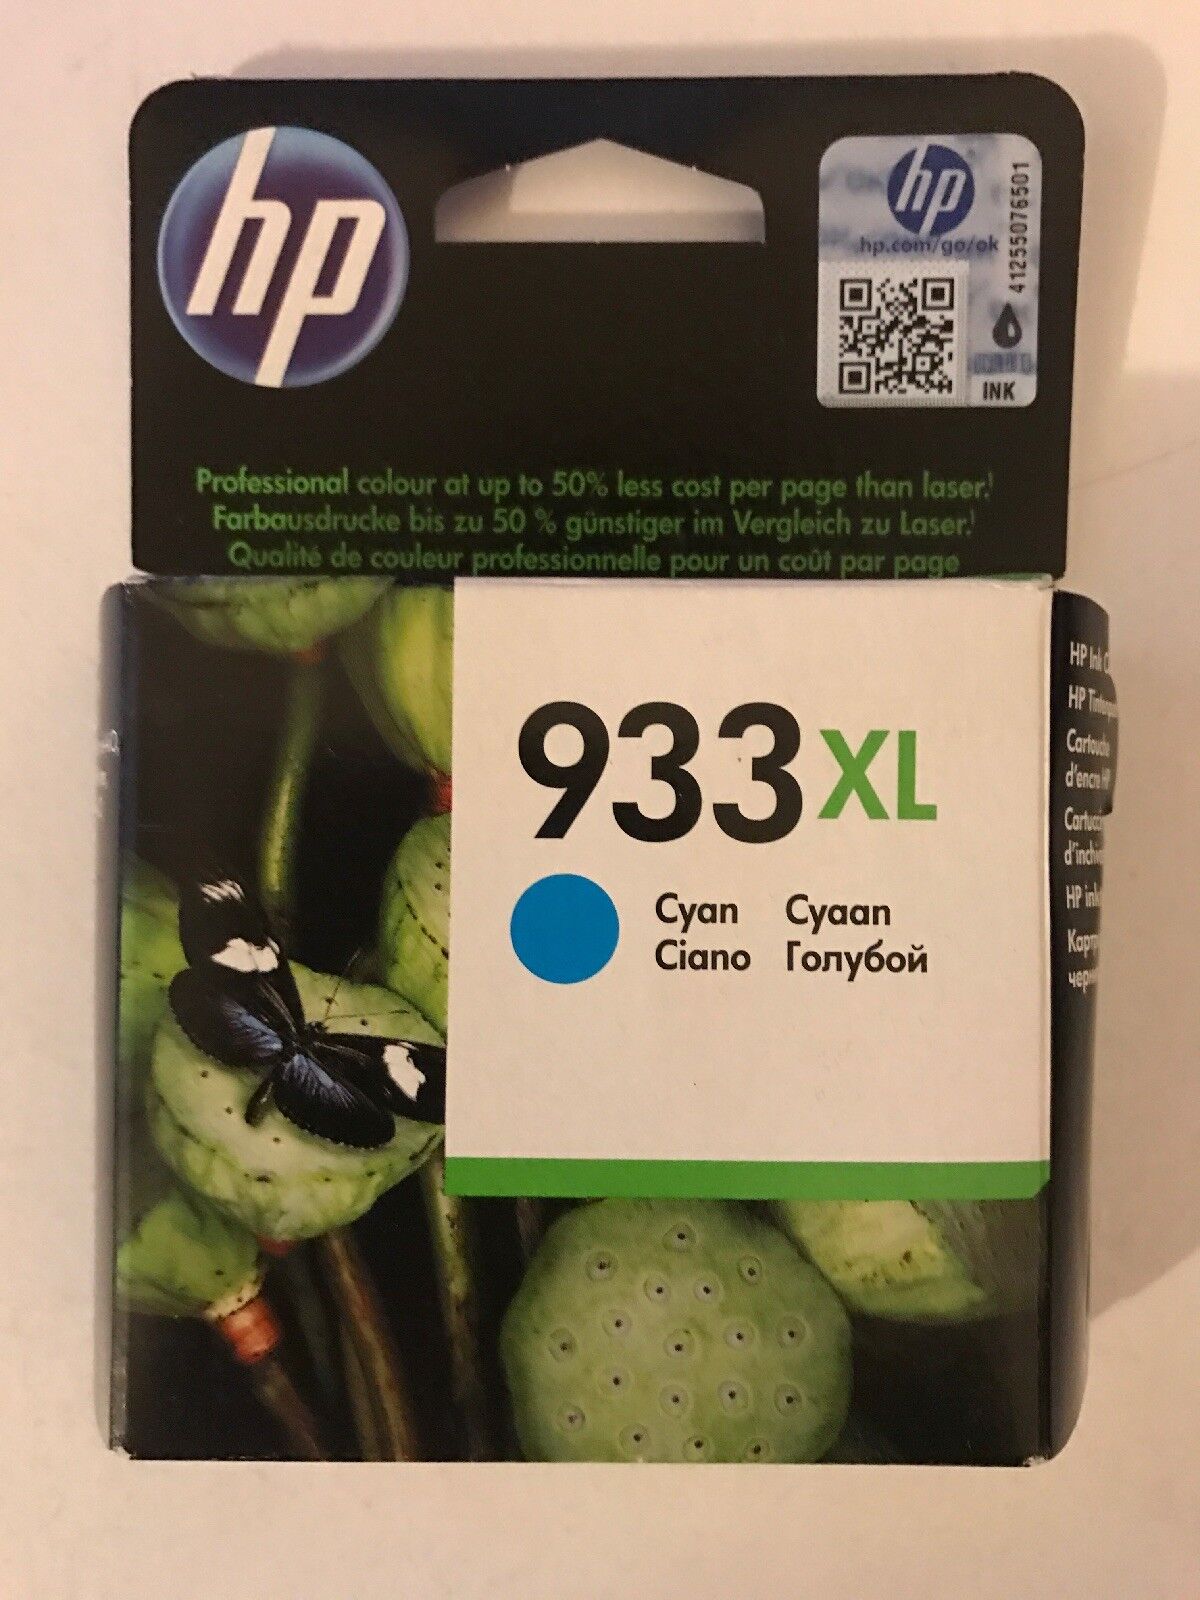 hp
hp
hp.com/go/ok
41255076501
INK
Professional colour at up to 50% less cost per page than laser.¹
Farbausdrucke bis zu 50 % günstiger im Vergleich zu Laser.¹
Qualité de couleur professionnelle pour un coût par page
933XL
Cyan Cyaan
Ciano Голубой
HP Ink
HP
Cartouche
d'encre HP
HP